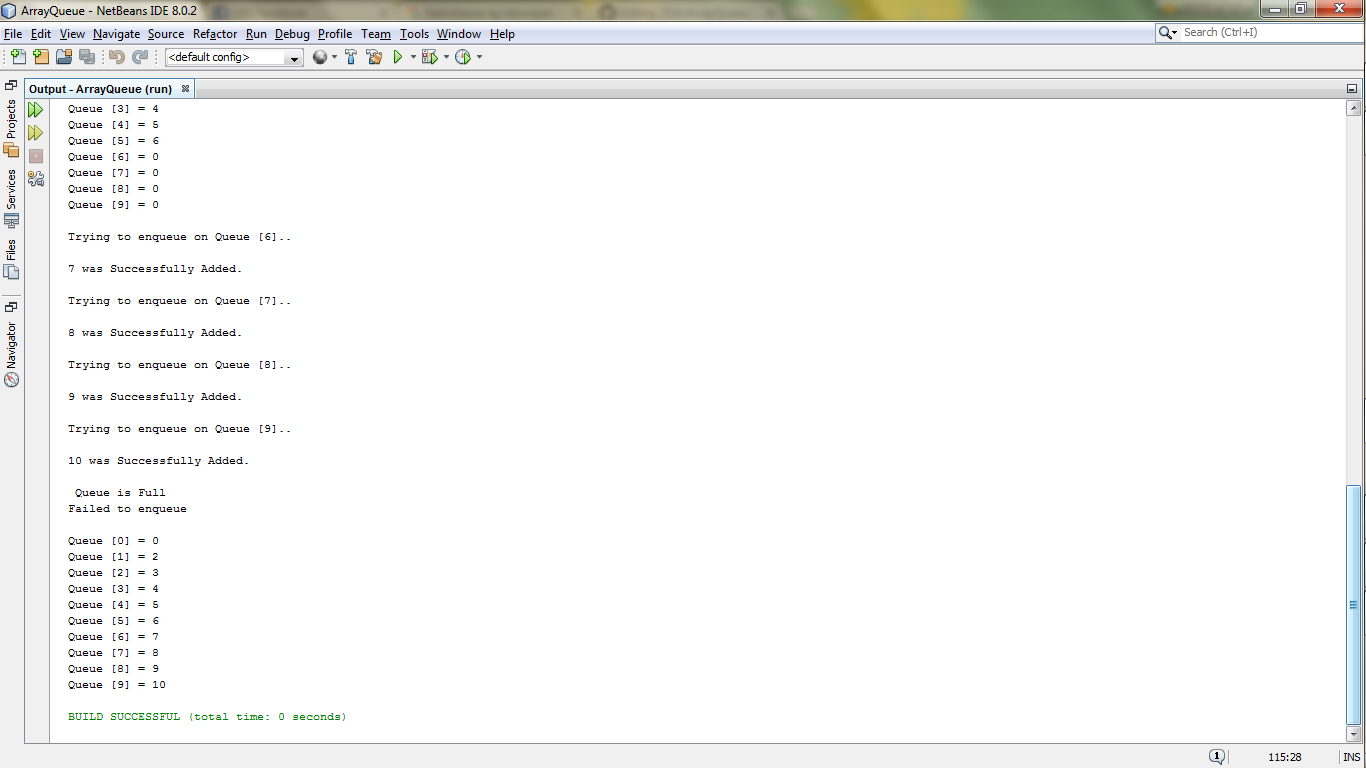 ArrayQueue - NetBeans IDE 8.0.2
File Edit View Navigate Source Refactor Run Debug Profile Team Tools Window Help
Search (Ctrl+I)
<default config>
Output - ArrayQueue (run)
Projects
Services
Files
Navigator
Queue [3] = 4
Queue [4] = 5
Queue [5] = 6
Queue [6] = 0
Queue [7] = 0
Queue [8] = 0
Queue [9] = 0
Trying to enqueue on Queue [6]..
7 was Successfully Added.
Trying to enqueue on Queue [7]..
8 was Successfully Added.
Trying to enqueue on Queue [8]..
9 was Successfully Added.
Trying to enqueue on Queue [9]..
10 was Successfully Added.
Queue is Full
Failed to enqueue
Queue [0] = 0
Queue [1] = 2
Queue [2] = 3
Queue [3] = 4
Queue [4] = 5
Queue [5] = 6
Queue [6] = 7
Queue [7] = 8
Queue [8] = 9
Queue [9] = 10
BUILD SUCCESSFUL (total time: 0 seconds)
1
115:28
INS